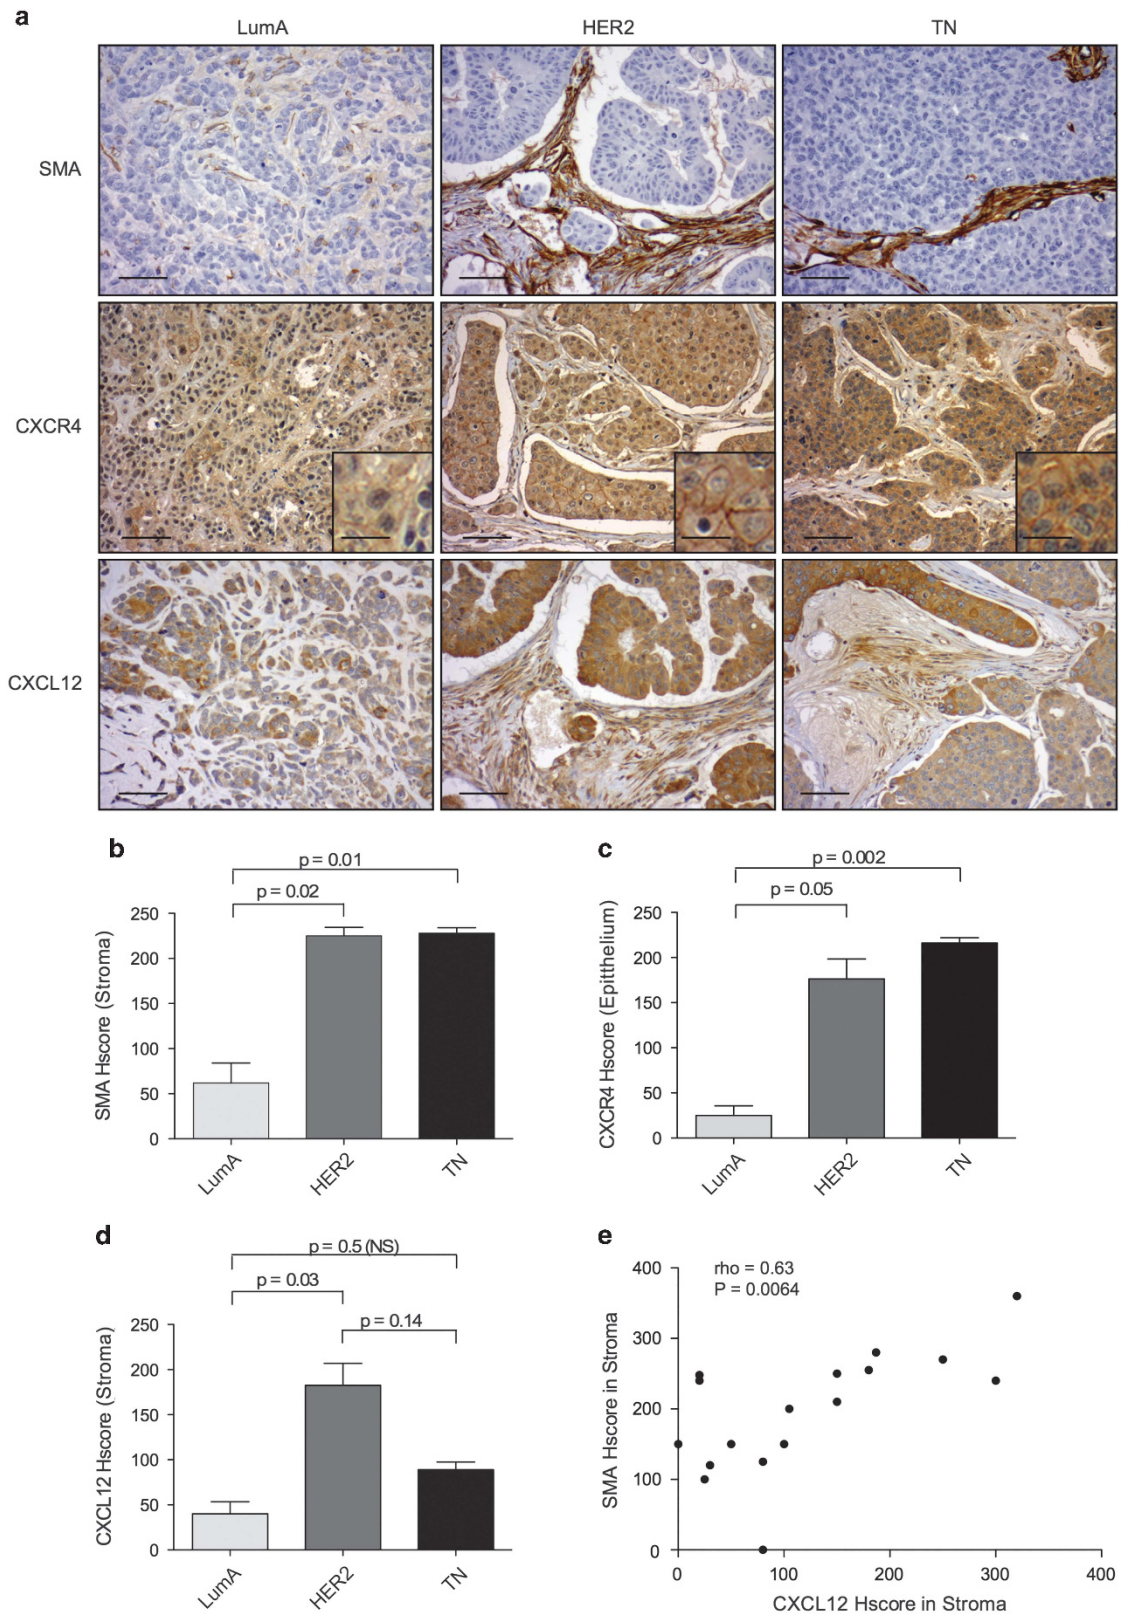 a
LumA HER2 TN
SMA
CXCR4
CXCL12
b
p = 0.01
p = 0.02
SMA Hscore (Stroma)
250
200
150
100
50
0
LumA HER2 TN
c
p = 0.002
p = 0.05
CXCR4 Hscore (Epitthelium)
250
200
150
100
50
0
LumA HER2 TN
d
p = 0.5 (NS)
p = 0.03
p = 0.14
CXCL12 Hscore (Stroma)
250
200
150
100
50
0
LumA HER2 TN
e
rho = 0.63
P = 0.0064
SMA Hscore in Stroma
400
300
200
100
0
0 100 200 300 400
CXCL12 Hscore in Stroma